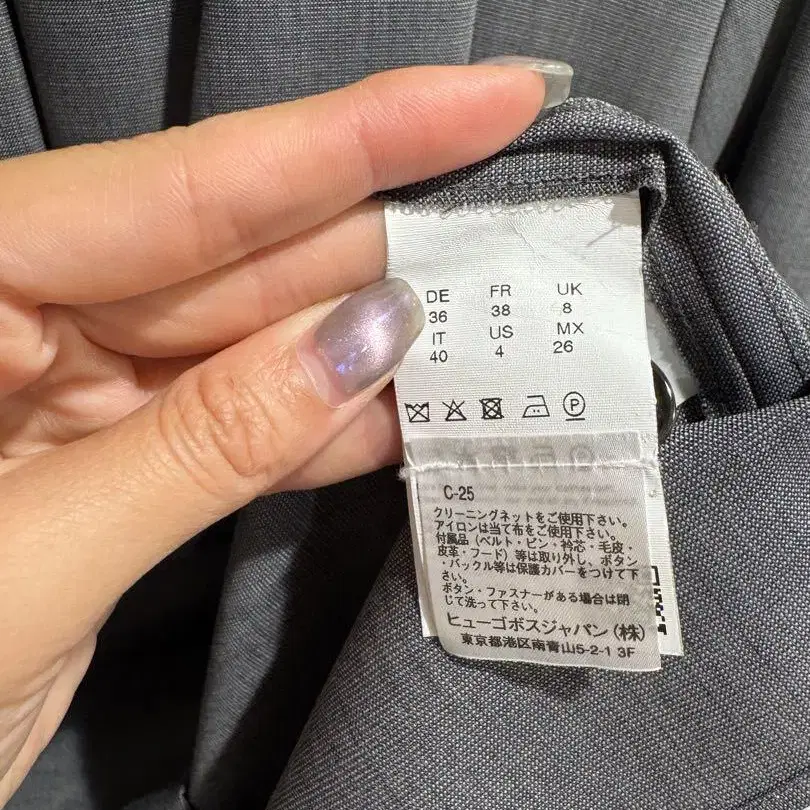 DE FR UK
36 38 8
IT US MX
40 4 26
P
C-25
クリーニングネットをご使用下さい。
アイロンは当て布をご使用下さい。
付属品(ベルト・ピン・衿芯・毛皮・
皮革・フード)等は取り外し、ボタン
・バックル等は保護カバーをつけて下
さい。
ボタン・ファスナーがある場合は閉
じて洗って下さい。
ヒューゴボスジャパン(株)
東京都港区南青山5-2-1 3F